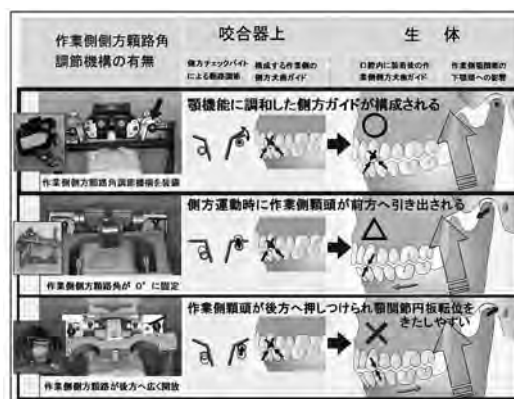 作業側側方顆路角
調節機構の有無
咬合器上
生 体
側方チェックバイト
による顆路調節
構成する作業側の
側方犬歯ガイド
口腔内に装着後の作
業側側方犬歯ガイド
作業側顎関節の
下顎頭への影響
顎機能に調和した側方ガイドが構成される
作業側側方顆路角調節機構を装備
側方運動時に作業側顆頭が前方へ引き出される
作業側側方顆路角が 0° に固定
作業側顆頭が後方へ押しつけられ顎関節円板転位を
きたしやすい
作業側側方顆路が後方へ広く開放